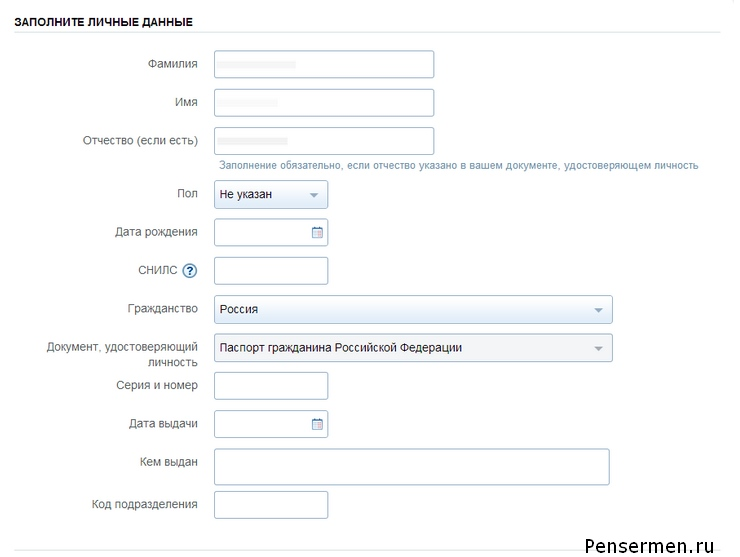 ЗАПОЛНИТЕ ЛИЧНЫЕ ДАННЫЕ
Фамилия
Имя
Отчество (если есть)
Заполнение обязательно, если отчество указано в вашем документе, удостоверяющем личность
Пол Не указан
Дата рождения
СНИЛС ?
Гражданство Россия
Документ, удостоверяющий Паспорт гражданина Российской Федерации
личность
Серия и номер
Дата выдачи
Кем выдан
Код подразделения
Pensermen.ru